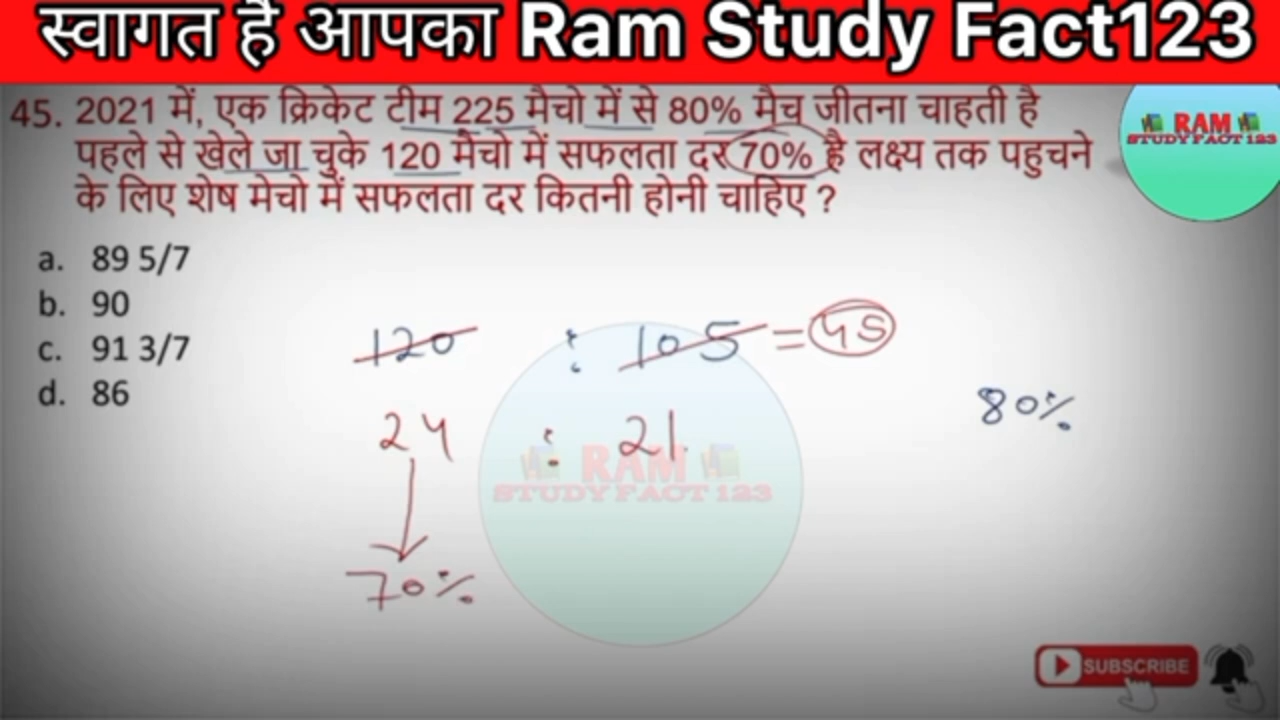 स्वागत है आपका Ram Study Fact123
45. 2021 में, एक क्रिकेट टीम 225 मैचो में से 80% मैच जीतना चाहती है
पहले से खेले जा चुके 120 मैचो में सफलता दर 70% है लक्ष्य तक पहुचने
के लिए शेष मेचो में सफलता दर कितनी होनी चाहिए ?
RAM
STUDY FACT 123
a. 89 5/7
b. 90
c. 91 3/7
d. 86
120 : 105 = 45
80%
24 : 21
RAM
STUDY FACT 123
70%
SUBSCRIBE